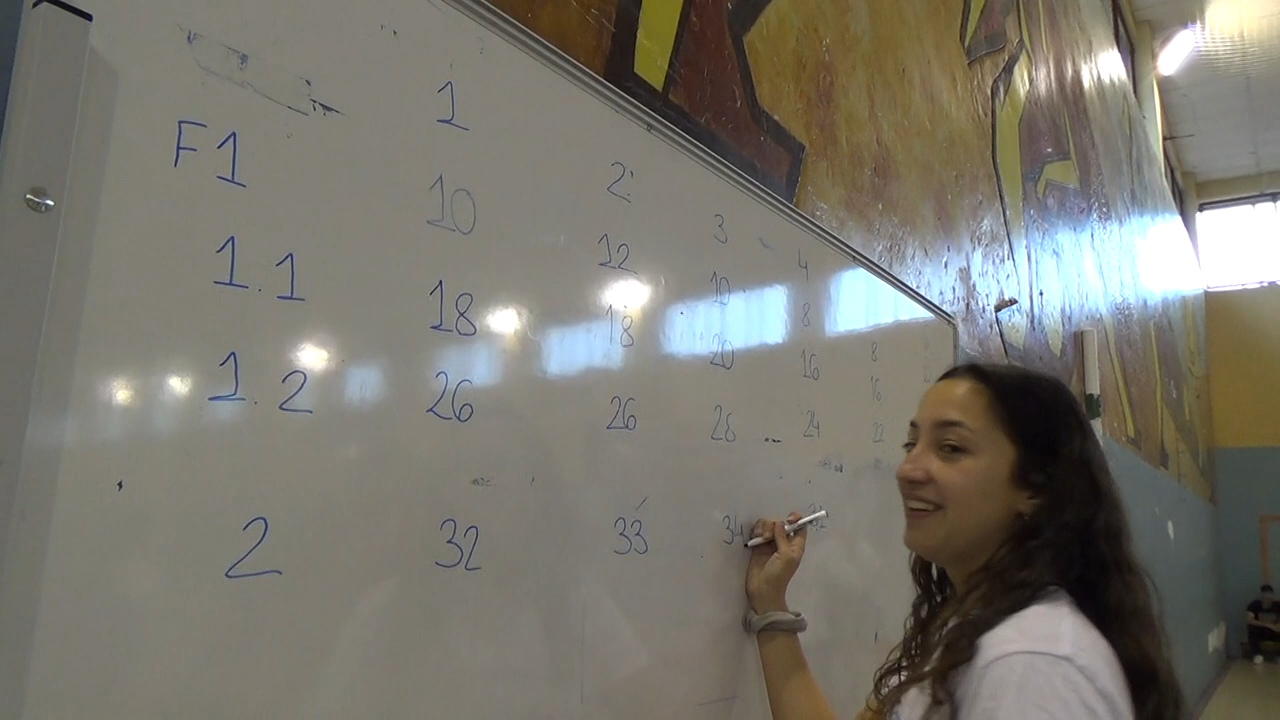 1 2 3 4
F1 10 12 10 8 8
1.1 18 18 20 16 16
1.2 26 26 28 24 22
2 32 33 34 32